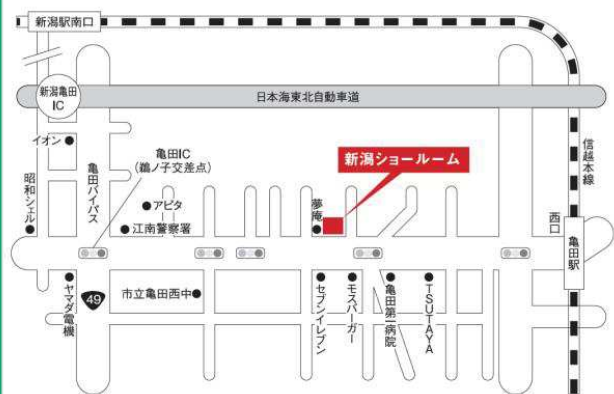 新潟駅南口
新潟亀田
IC
日本海東北自動車道
イオン
亀田IC
(鵜ノ子交差点)
新潟ショールーム
信越本線
昭和シェル
亀田バイパス
アピタ
江南警察署
夢庵
西口
亀田駅
ヤマダ電機
49
市立亀田西中
セブンイレブン
モスバーガー
亀田第一病院
TSUTAYA